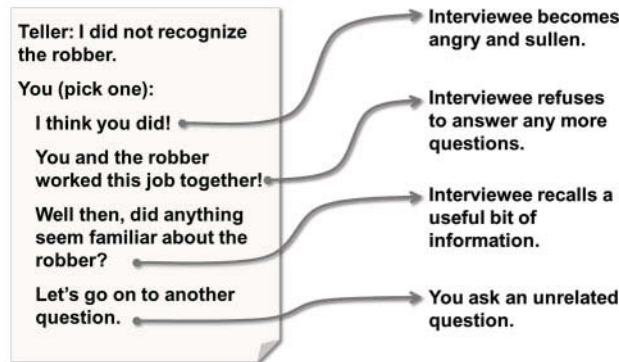 Teller: I did not recognize
the robber.
You (pick one):
I think you did!
You and the robber
worked this job together!
Well then, did anything
seem familiar about the
robber?
Let's go on to another
question.
Interviewee becomes
angry and sullen.
Interviewee refuses
to answer any more
questions.
Interviewee recalls a
useful bit of
information.
You ask an unrelated
question.